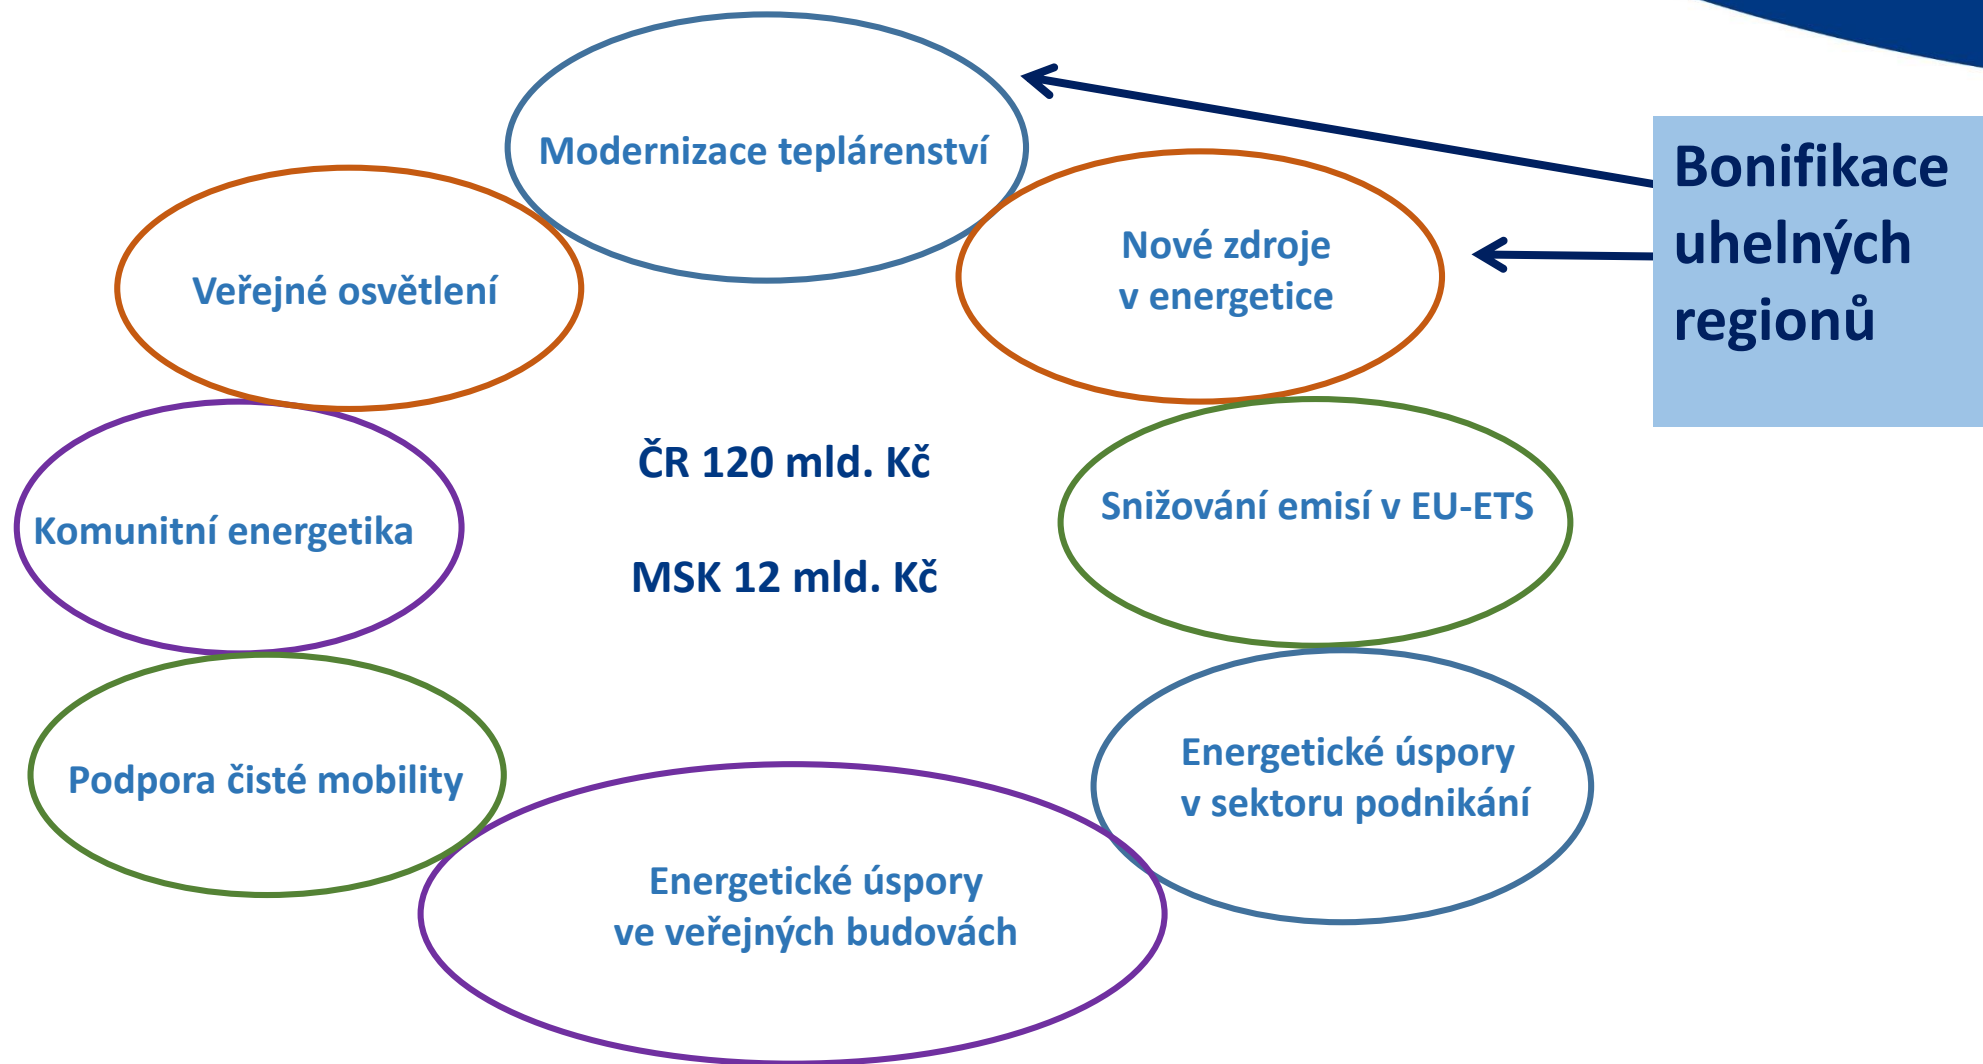 Modernizace teplárenství
Bonifikace
uhelných
regionů
Nové zdroje
v energetice
Veřejné osvětlení
ČR 120 mld. Kč
Snižování emisí v EU-ETS
Komunitní energetika
MSK 12 mld. Kč
Energetické úspory
v sektoru podnikání
Podpora čisté mobility
Energetické úspory
ve veřejných budovách